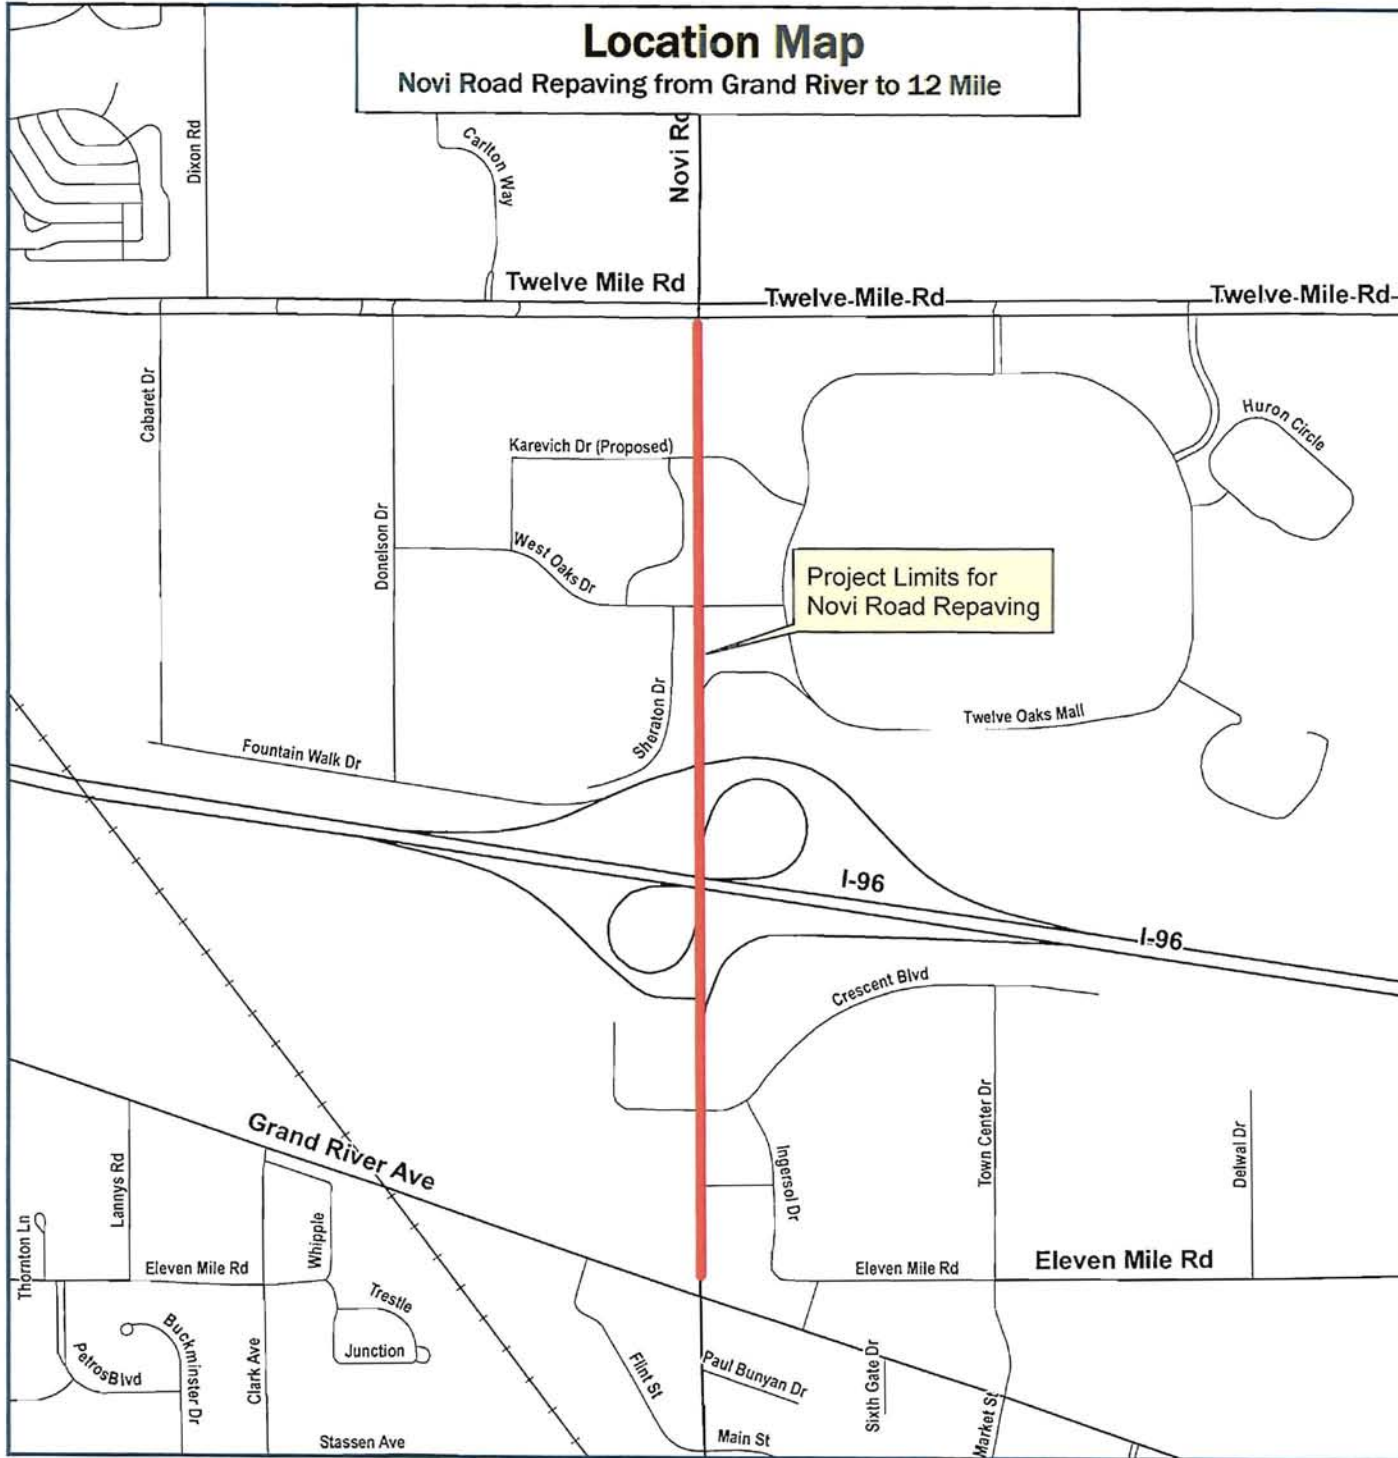 Location Map
Novi Road Repaving from Grand River to 12 Mile
Dixon Rd
Carlton Way
Novi Rd
Twelve Mile Rd
Twelve-Mile-Rd
Twelve-Mile-Rd
Cabaret Dr
Huron Circle
Karevich Dr (Proposed)
Donelson Dr
West Oaks Dr
Project Limits for
Novi Road Repaving
Sheraton Dr
Twelve Oaks Mall
Fountain Walk Dr
I-96
I-96
Crescent Blvd
Town Center Dr
Delwal Dr
Grand River Ave
Lannys Rd
Ingersol Dr
Thornton Ln
Whipple
Eleven Mile Rd
Eleven Mile Rd
Eleven Mile Rd
Trestle
Buckminster Dr
Junction
Petros Blvd
Clark Ave
Flint St
Paul Bunyan Dr
Sixth Gate Dr
Market St
Stassen Ave
Main St